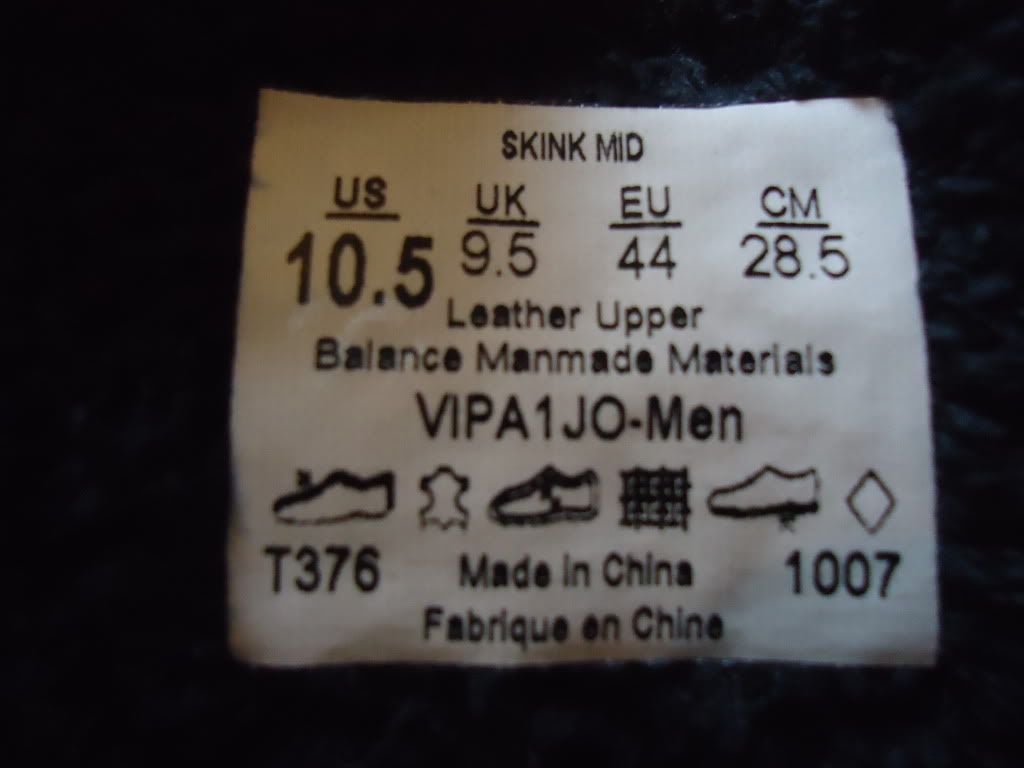 SKINK MID
US UK EU CM
10.5 9.5 44 28.5
Leather Upper
Balance Manmade Materials
VIPA1JO-Men
T376 Made in China 1007
Fabrique en Chine